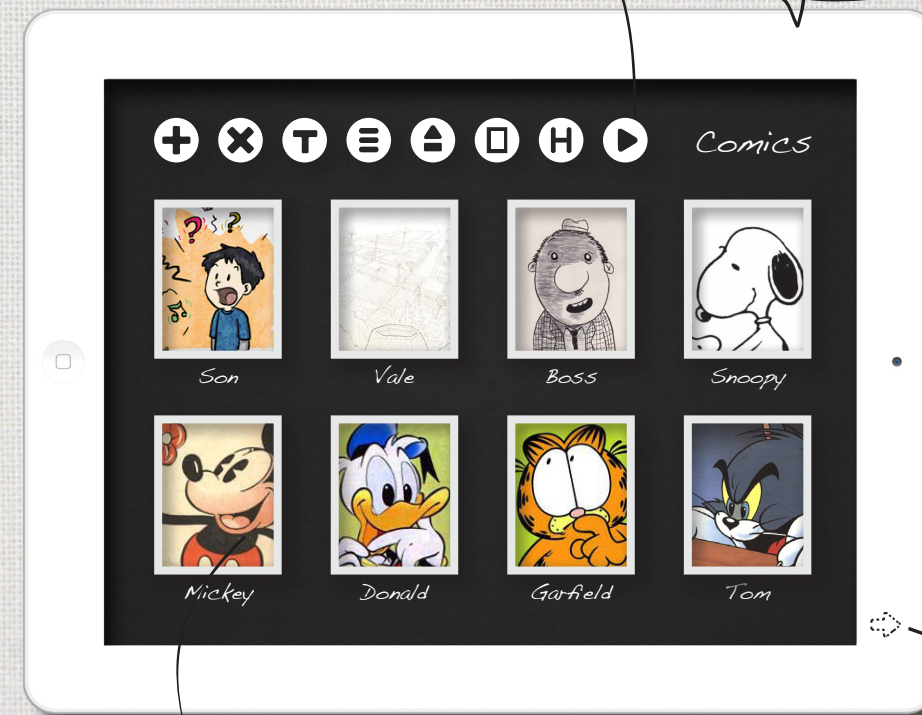 Comics
Son
Vale
Boss
Snoopy
Mickey
Donald
Garfield
Tom